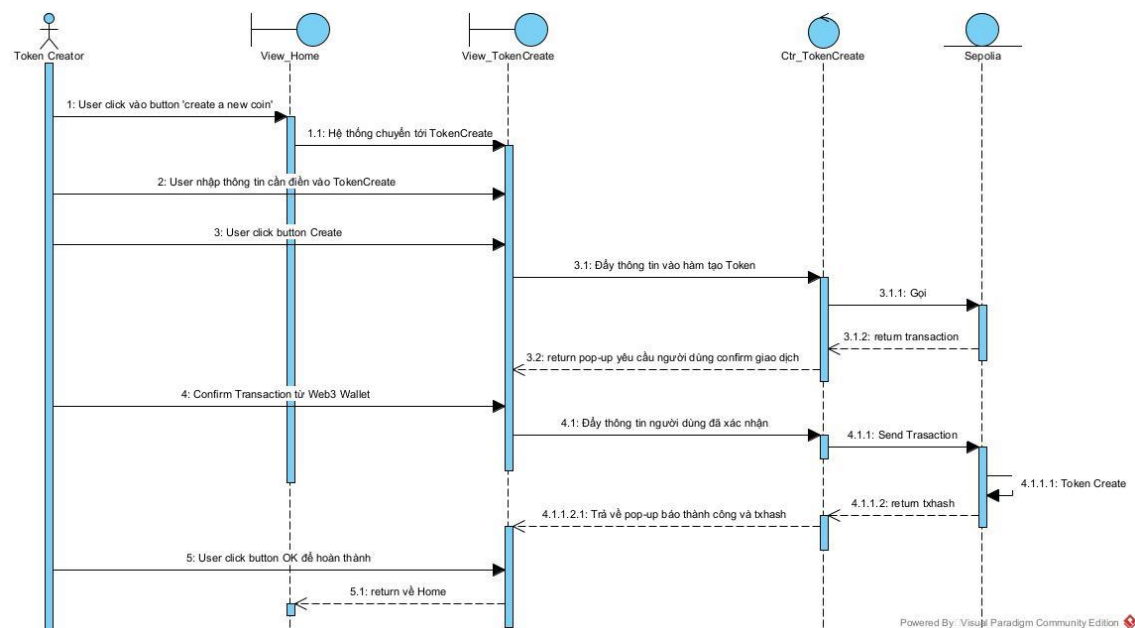 Token Creator
View_Home
View_TokenCreate
Ctr_TokenCreate
Sepolia
1: User click vào button 'create a new coin'
1.1: Hệ thống chuyển tới TokenCreate
2: User nhập thông tin cần điền vào TokenCreate
3: User click button Create
3.1: Đẩy thông tin vào hàm tạo Token
3.1.1: Gọi
3.1.2: return transaction
3.2: return pop-up yêu cầu người dùng confirm giao dịch
4: Confirm Transaction từ Web3 Wallet
4.1: Đẩy thông tin người dùng đã xác nhận
4.1.1: Send Trasaction
4.1.1.1: Token Create
4.1.1.2: return txhash
4.1.1.2.1: Trả về pop-up báo thành công và txhash
5: User click button OK để hoàn thành
5.1: return về Home
Powered By Visual Paradigm Community Edition